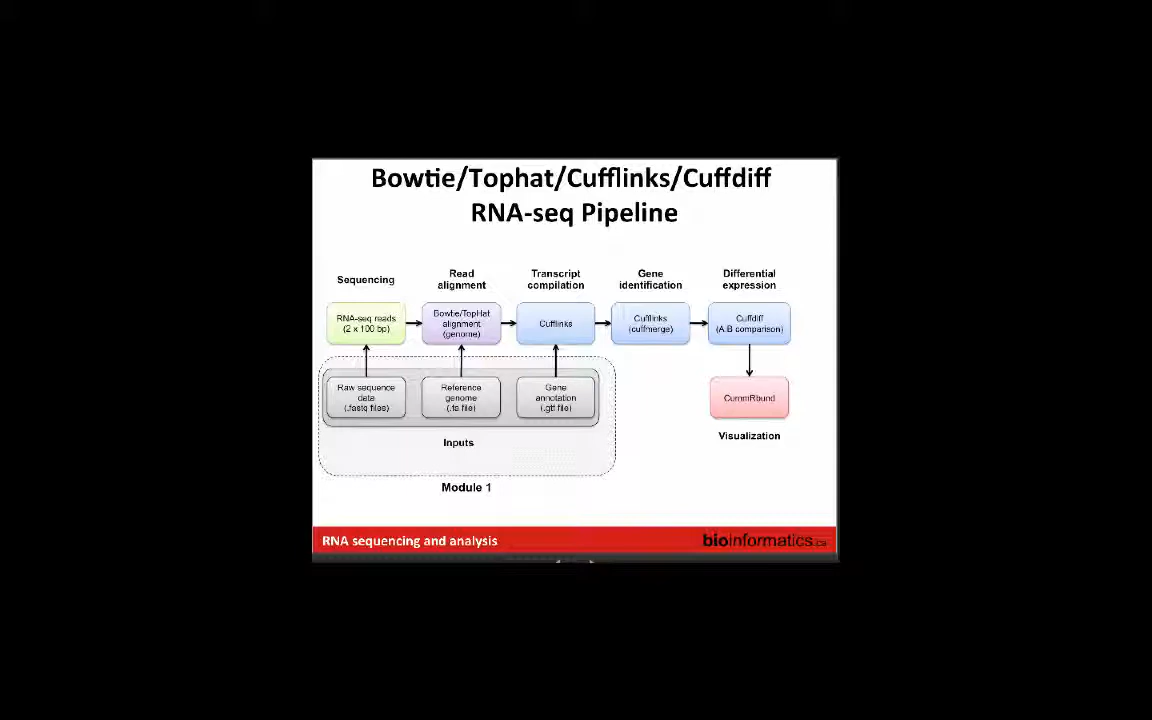 Bowtie/Tophat/Cufflinks/Cuffdiff
RNA-seq Pipeline
Sequencing
Read
alignment
Transcript
compilation
Gene
identification
Differential
expression
RNA-seq reads
(2 x 100 bp)
Bowtie/TopHat
alignment
(genome)
Cufflinks
Cufflinks
(cuffmerge)
Cuffdiff
(A:B comparison)
Raw sequence
data
(.fastq files)
Reference
genome
(.fa file)
Gene
annotation
(.gtf file)
CummRbund
Inputs
Visualization
Module 1
RNA sequencing and analysis
bioinformatics.ca